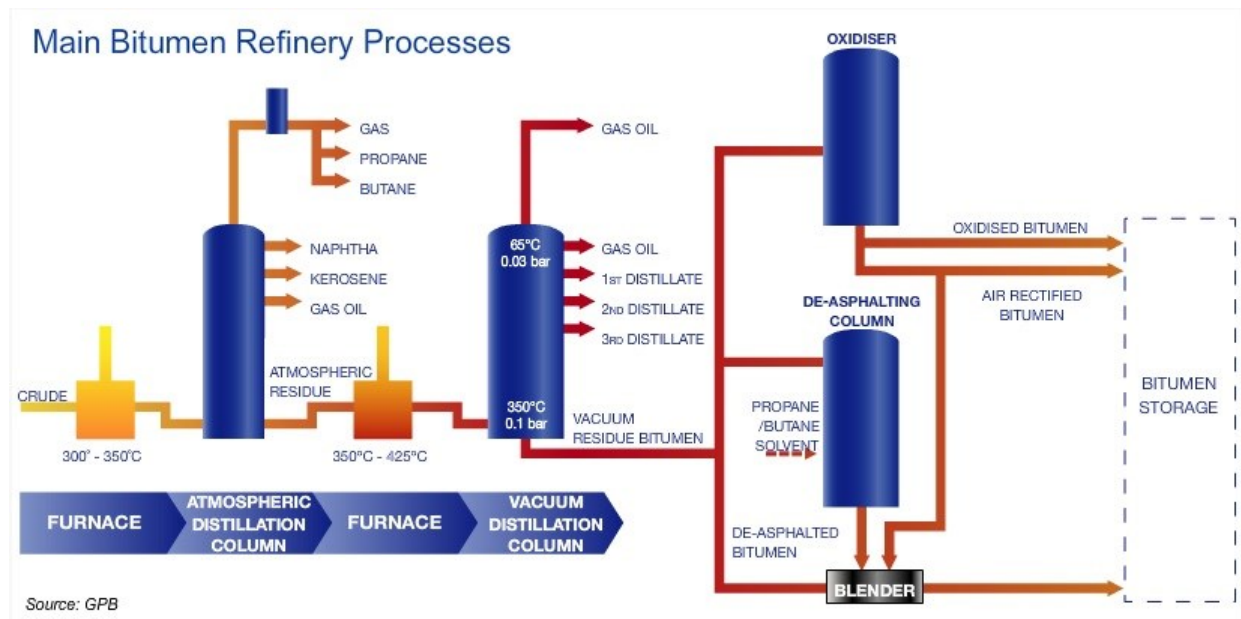 Main Bitumen Refinery Processes
GAS
PROPANE
BUTANE
NAPHTHA
KEROSENE
GAS OIL
CRUDE
300° - 350°C
ATMOSPHERIC
RESIDUE
350°C - 425°C
GAS OIL
65°C
0.03 bar
GAS OIL
1ST DISTILLATE
2ND DISTILLATE
3RD DISTILLATE
350°C
0.1 bar
VACUUM
RESIDUE BITUMEN
OXIDISER
OXIDISED BITUMEN
AIR RECTIFIED
BITUMEN
DE-ASPHALTING
COLUMN
PROPANE
/BUTANE
SOLVENT
DE-ASPHALTED
BITUMEN
BLENDER
BITUMEN
STORAGE
FURNACE
ATMOSPHERIC
DISTILLATION
COLUMN
FURNACE
VACUUM
DISTILLATION
COLUMN
Source: GPB